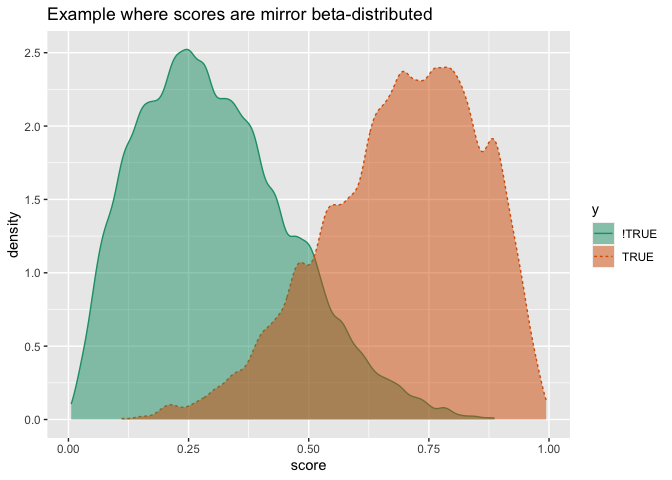 Example where scores are mirror beta-distributed
2.5
2.0
1.5
1.0
0.5
0.0
density
0.00 0.25 0.50 0.75 1.00
score
y
!TRUE
TRUE